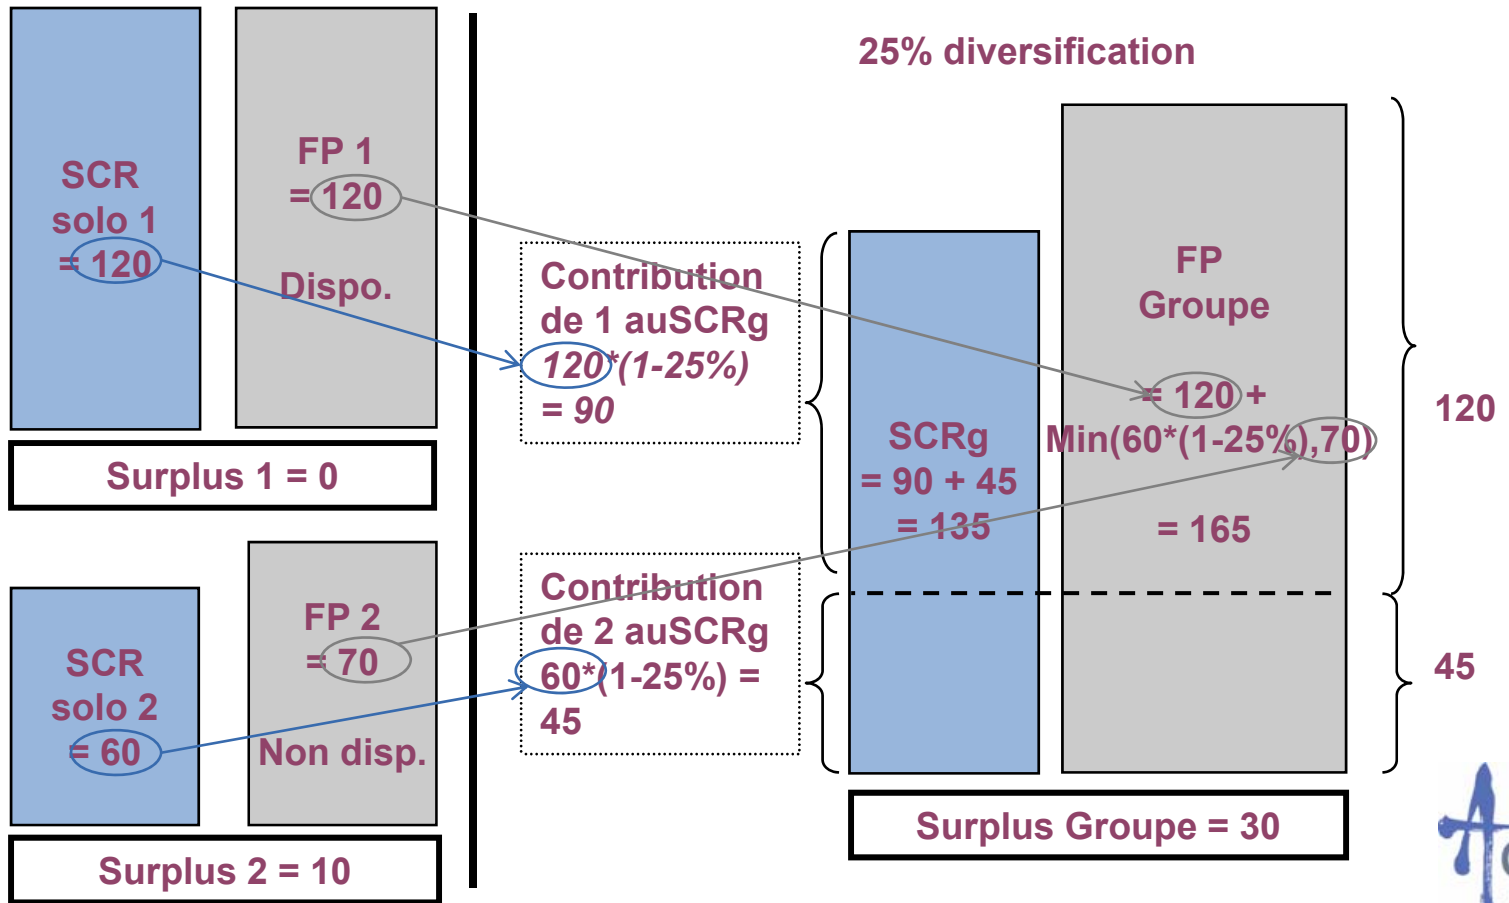 25% diversification
SCR
solo 1
= 120
FP 1
= 120
Dispo.
Surplus 1 = 0
SCR
solo 2
= 60
FP 2
= 70
Non disp.
Surplus 2 = 10
Contribution
de 1 auSCRg
120*(1-25%)
= 90
Contribution
de 2 auSCRg
60*(1-25%) =
45
SCRg
= 90 + 45
= 135
FP
Groupe
= 120 +
Min(60*(1-25%),70)
= 165
120
45
Surplus Groupe = 30